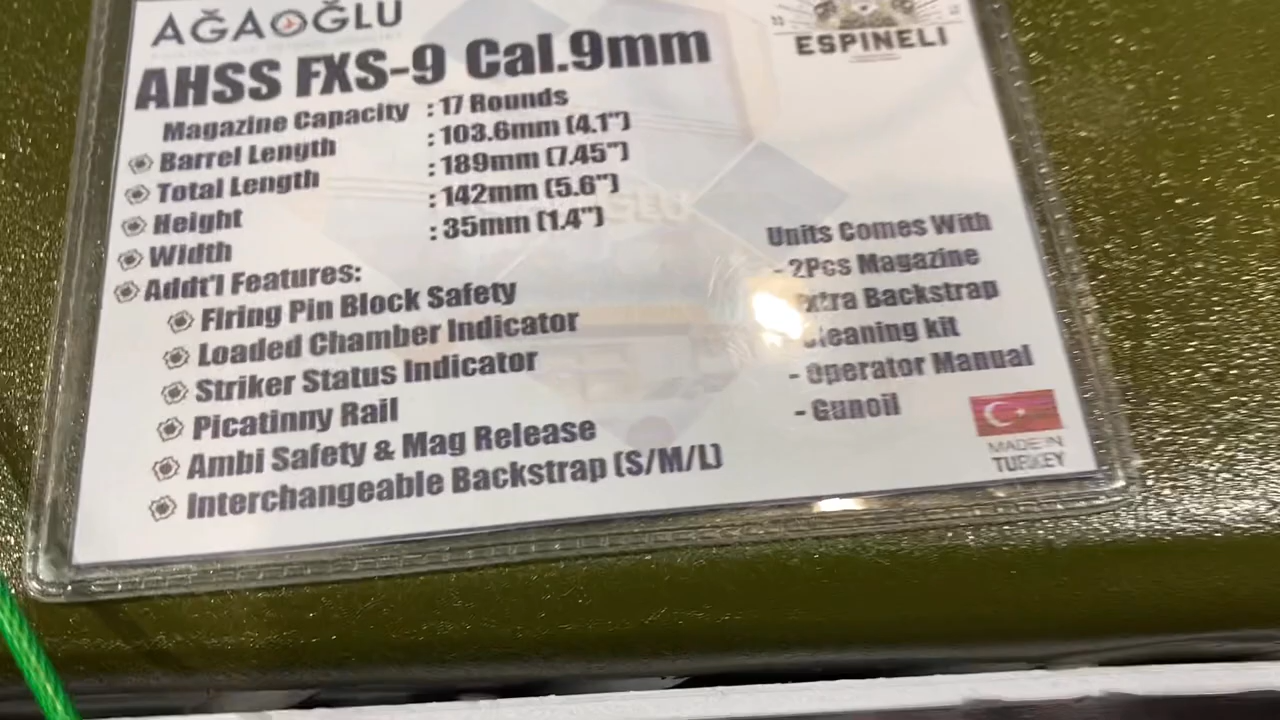 AĞAOĞLU
ESPINELI
AHSS FXS-9 Cal.9mm
Magazine Capacity : 17 Rounds
Barrel Length : 103.6mm (4.1")
Total Length : 189mm (7.45")
Height : 142mm (5.6")
Width : 35mm (1.4")
Addt'l Features:
Firing Pin Block Safety
Loaded Chamber Indicator
Striker Status Indicator
Picatinny Rail
Ambi Safety & Mag Release
Interchangeable Backstrap (S/M/L)
Units Comes With
- 2Pcs Magazine
Extra Backstrap
Cleaning kit
- Operator Manual
- Gunoil
MADE IN
TURKEY